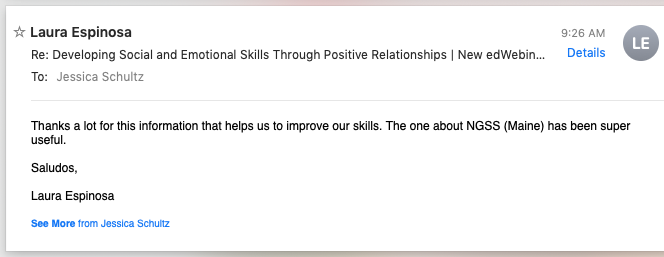 ☆ Laura Espinosa
9:26 AM
LE
Re: Developing Social and Emotional Skills Through Positive Relationships | New edWebin...
Details
To: Jessica Schultz
Thanks a lot for this information that helps us to improve our skills. The one about NGSS (Maine) has been super
useful.
Saludos,
Laura Espinosa
See More from Jessica Schultz